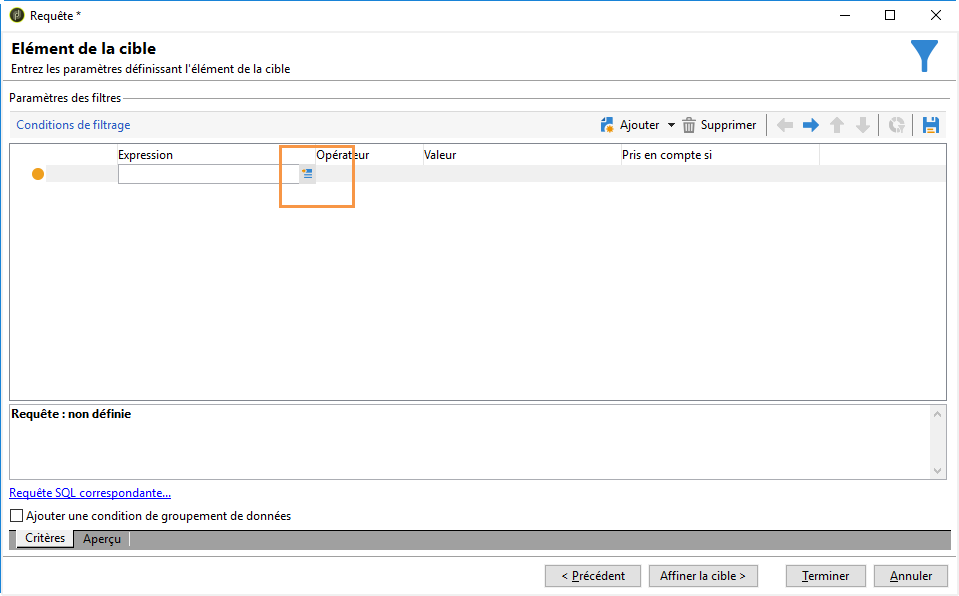 Requête *
Elément de la cible
Entrez les paramètres définissant l'élément de la cible
Paramètres des filtres
Conditions de filtrage Ajouter Supprimer
Expression Opérateur Valeur Pris en compte si
Requête : non définie
Requête SQL correspondante...
Ajouter une condition de groupement de données
Critères Aperçu
< Précédent Affiner la cible > Terminer Annuler